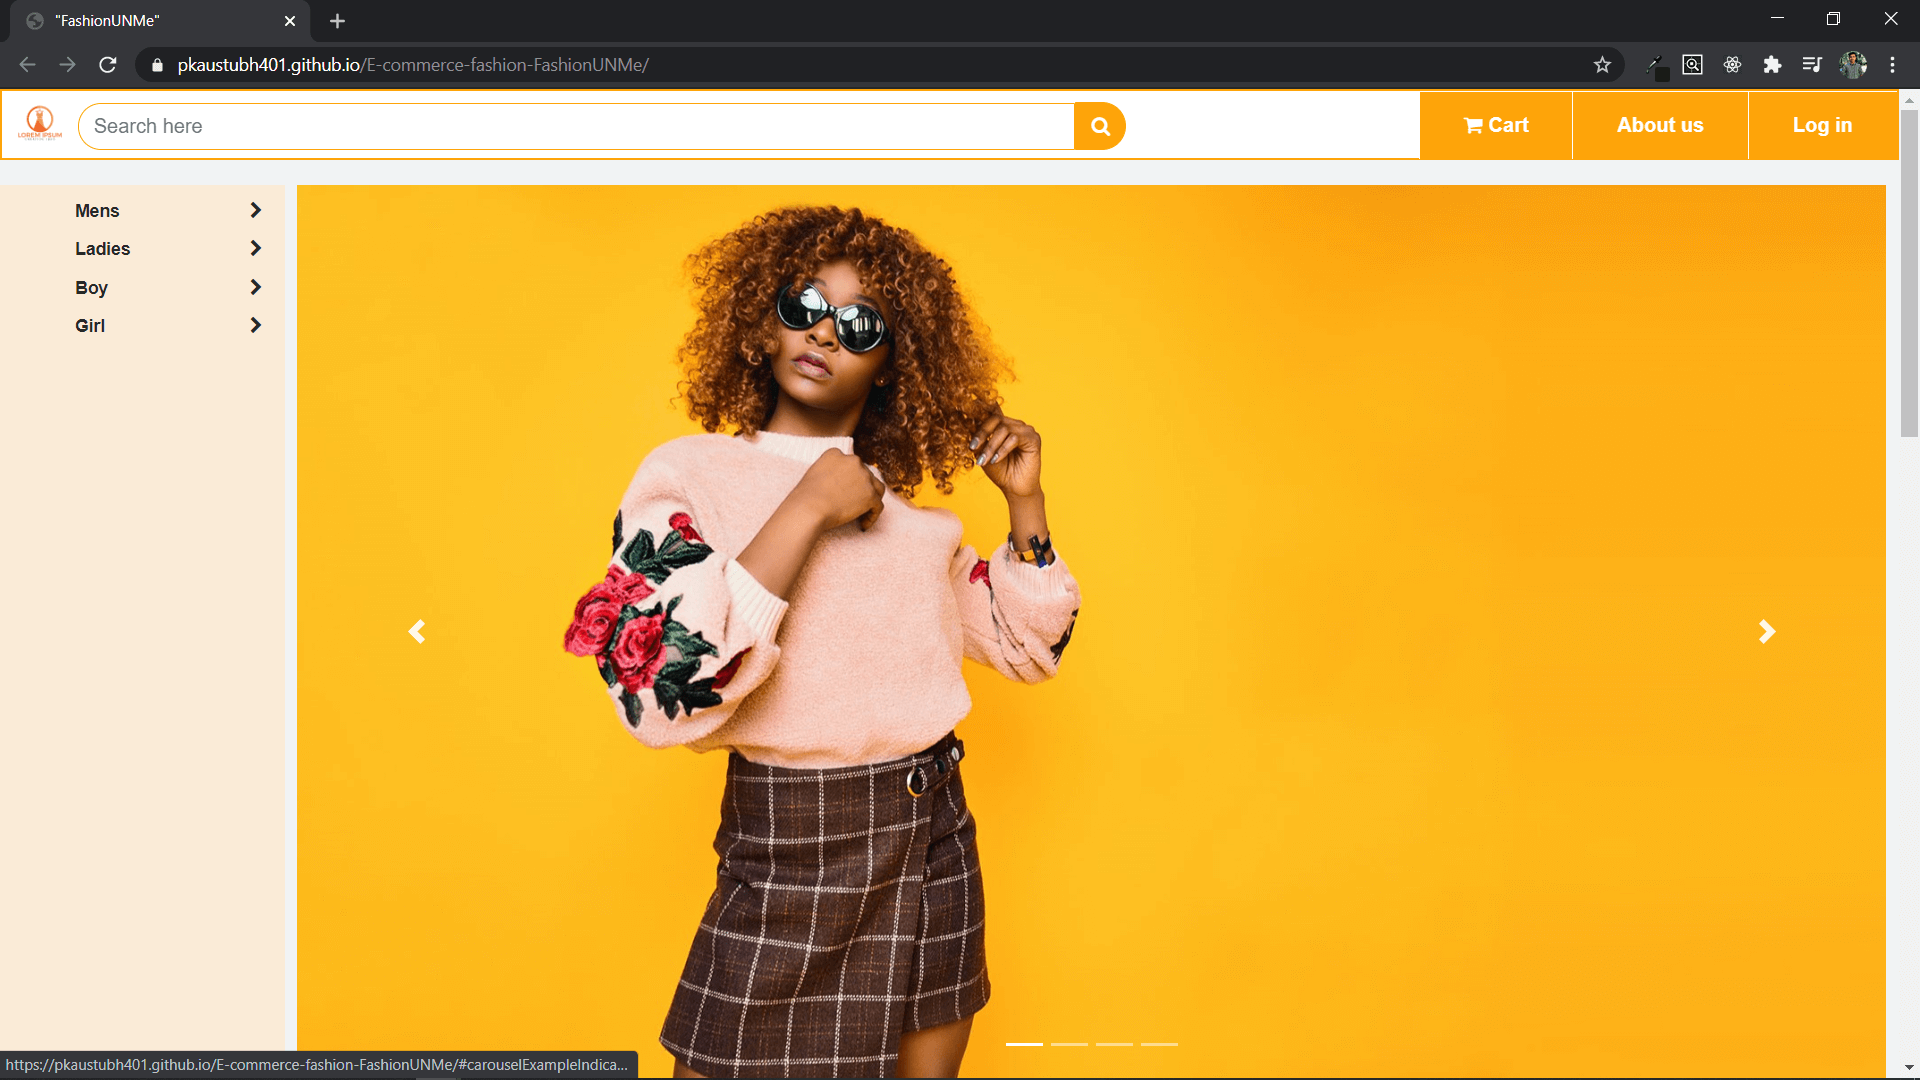 "FashionUNMe"
pkaustubh401.github.io/E-commerce-fashion-FashionUNMe/
LOREM IPSUM
Search here
Cart
About us
Log in
Mens
Ladies
Boy
Girl
https://pkaustubh401.github.io/E-commerce-fashion-FashionUNMe/#carouselExampleIndica...